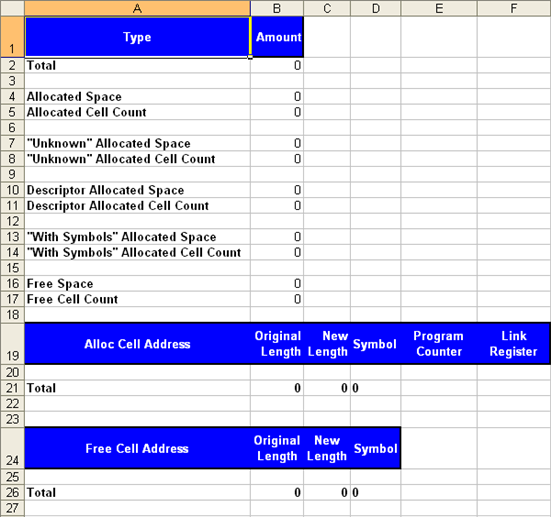 A B C D E F
1 Type Amount
2 Total 0
3
4 Allocated Space 0
5 Allocated Cell Count 0
6
7 "Unknown" Allocated Space 0
8 "Unknown" Allocated Cell Count 0
9
10 Descriptor Allocated Space 0
11 Descriptor Allocated Cell Count 0
12
13 "With Symbols" Allocated Space 0
14 "With Symbols" Allocated Cell Count 0
15
16 Free Space 0
17 Free Cell Count 0
18
19 Alloc Cell Address Original Length New Length Symbol Program Counter Link Register
20
21 Total 0 0 0
22
23
24 Free Cell Address Original Length New Length Symbol
25
26 Total 0 0 0
27